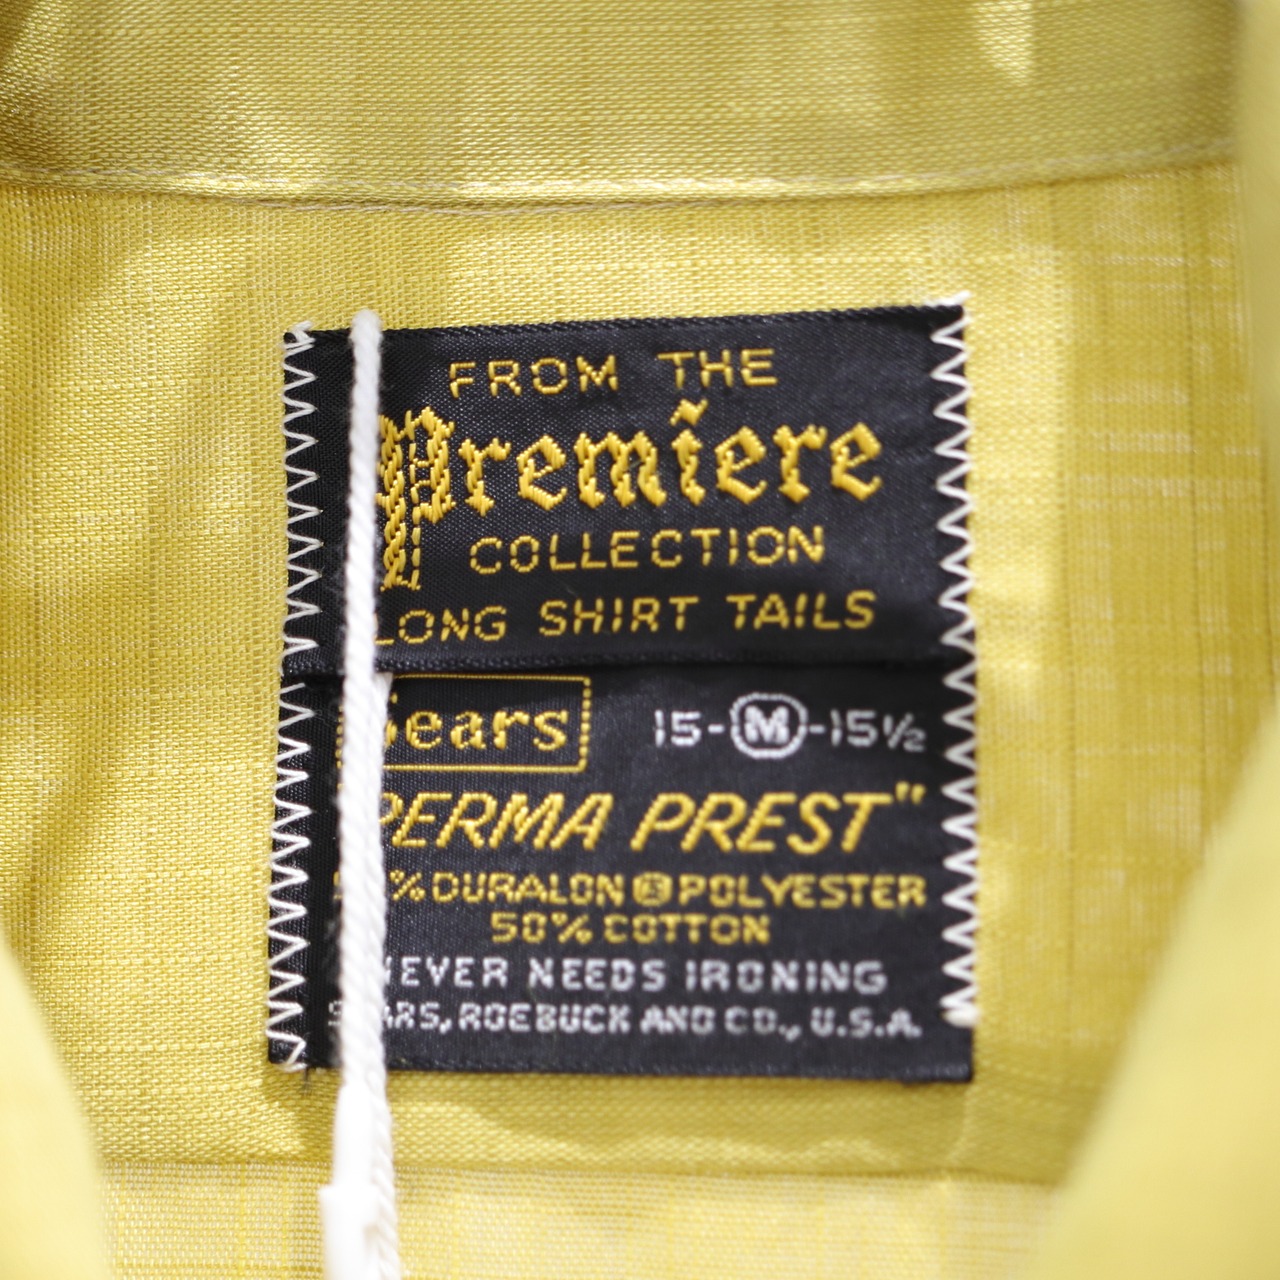 FROM THE
Premiere
COLLECTION
LONG SHIRT TAILS
Sears 15-M-15½
PERMA PREST"
% DURALON ® POLYESTER
50% COTTON
NEVER NEEDS IRONING
SEARS, ROEBUCK AND CO., U.S.A.